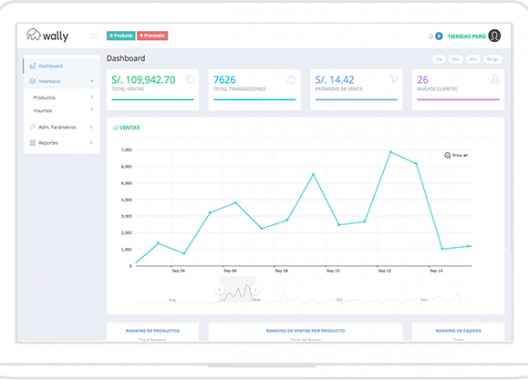 wally
+ Producto
+ Proveedor
TIENDAS PERÚ
Dashboard
Inventario
Productos
Insumos
Adm. Parámetros
Reportes
Dashboard
Día
Mes
Año
Rango
S/. 109,942.70
TOTAL VENTAS
7626
TOTAL TRANSACCIONES
S/. 14.42
PROMEDIO DE VENTA
26
NUEVOS CLIENTES
VENTAS
Show all
7,000
6,000
5,000
4,000
3,000
2,000
1,000
0
Sep 04
Sep 06
Sep 08
Sep 10
Sep 12
Sep 14
Aug
Sep
Oct
Nov
RANKING DE PRODUCTOS
RANKING DE VENTAS POR PRODUCTO
RANKING DE CAJEROS
Total del Rango